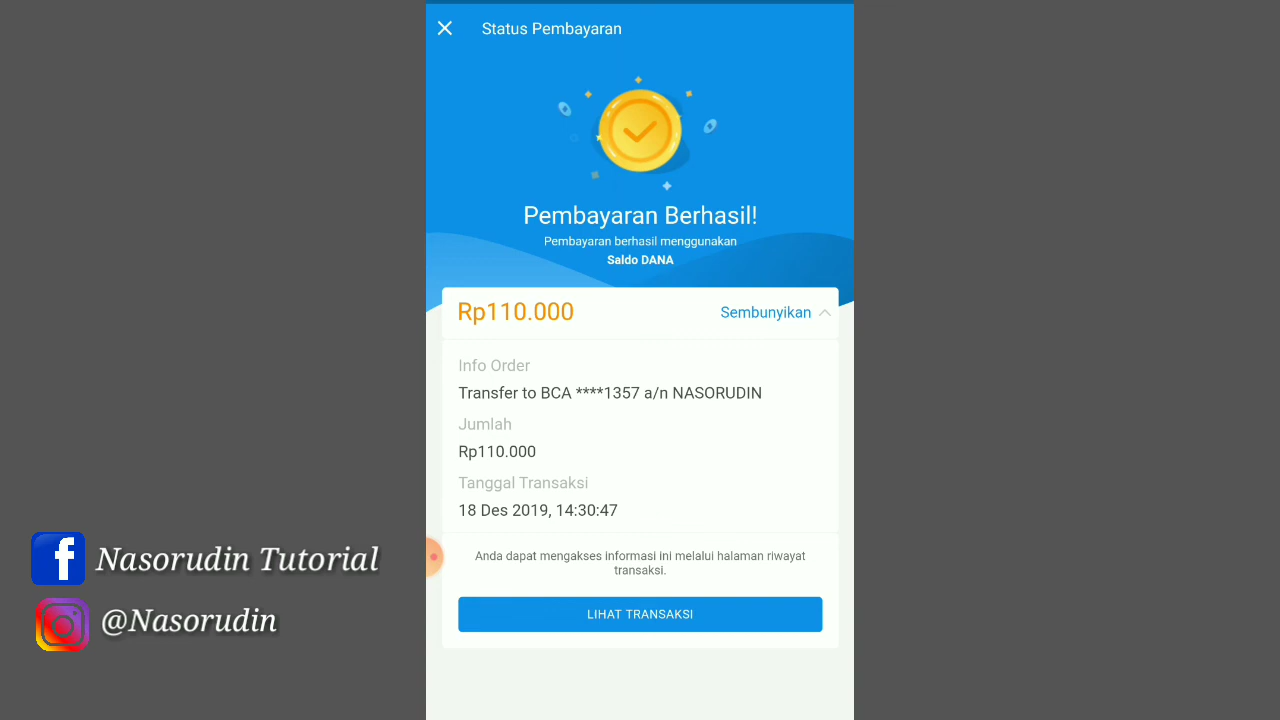 Status Pembayaran
Pembayaran Berhasil!
Pembayaran berhasil menggunakan
Saldo DANA
Rp110.000 Sembunyikan
Info Order
Transfer to BCA ****1357 a/n NASORUDIN
Jumlah
Rp110.000
Tanggal Transaksi
18 Des 2019, 14:30:47
Anda dapat mengakses informasi ini melalui halaman riwayat
transaksi.
LIHAT TRANSAKSI
Nasorudin Tutorial
@Nasorudin